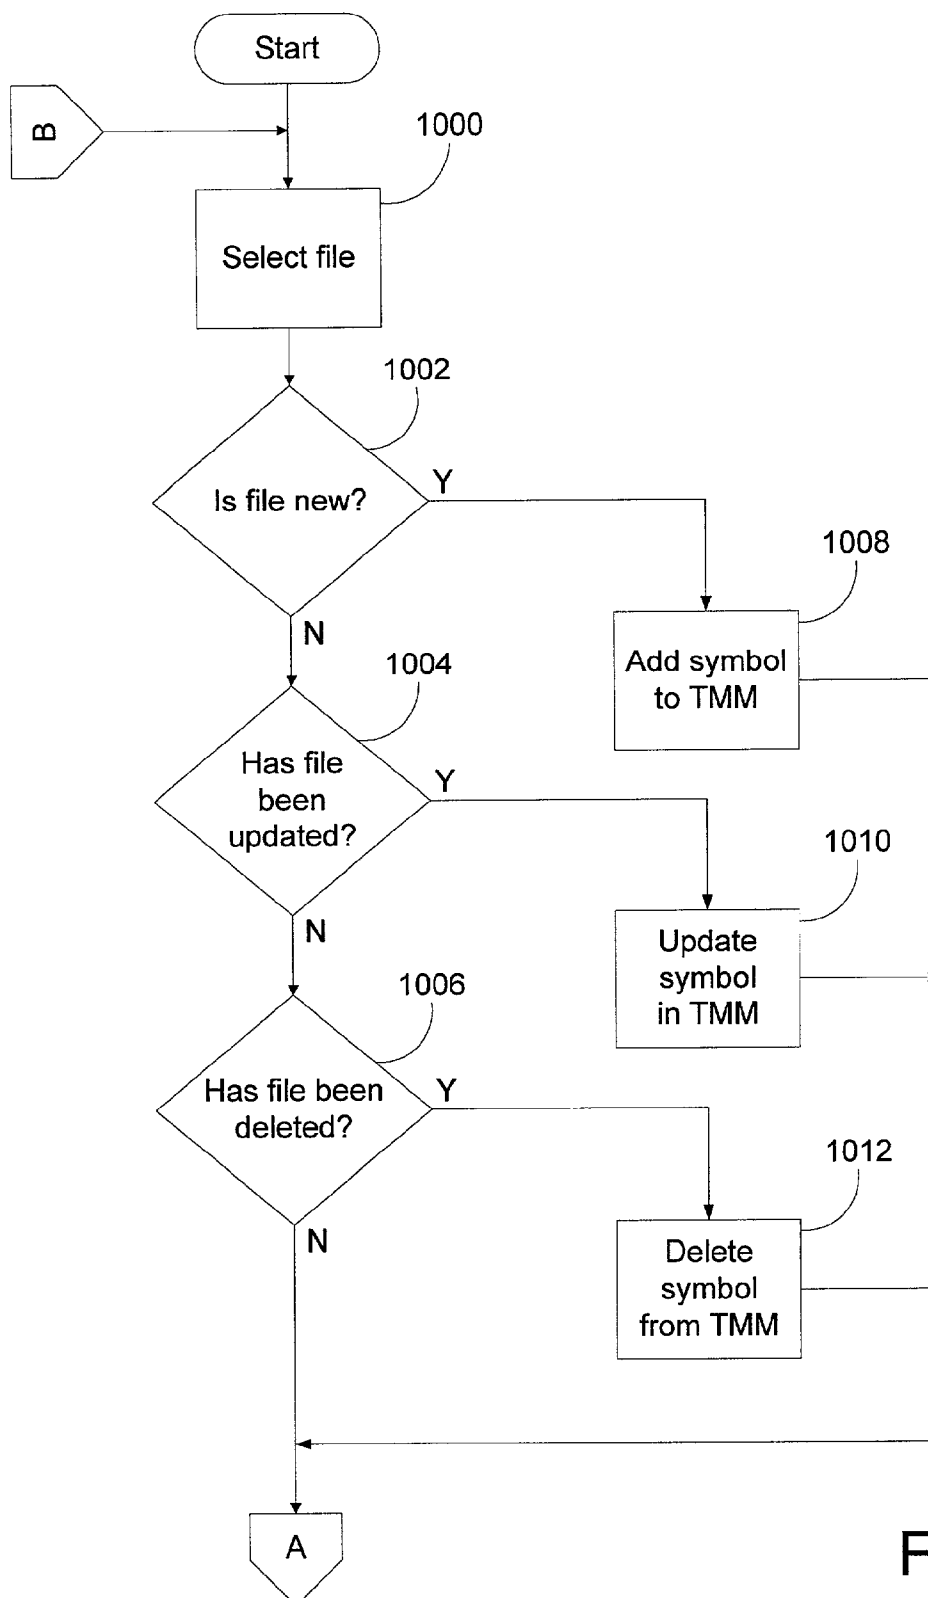 Start
B
1000
Select file
1002
Is file new?
Y
N
1008
Add symbol
to TMM
1004
Has file
been
updated?
Y
N
1010
Update
symbol
in TMM
1006
Has file been
deleted?
Y
N
1012
Delete
symbol
from TMM
A
F